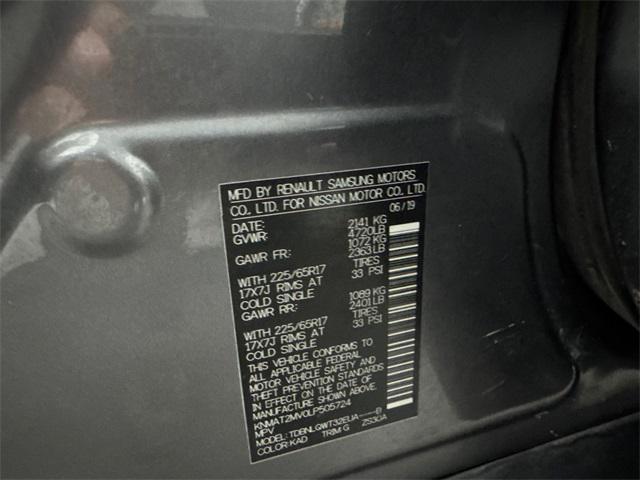 MFD BY RENAULT SAMSUNG MOTORS
CO., LTD. FOR NISSAN MOTOR CO., LTD.
DATE: 06/19
GVWR: 2141 KG
4720LB
GAWR FR: 1072 KG
2363LB
WITH 225/65R17 TIRES
17X7J RIMS AT 33 PSI
COLD SINGLE
GAWR RR: 1089 KG
2401LB
WITH 225/65R17 TIRES
17X7J RIMS AT 33 PSI
COLD SINGLE
THIS VEHICLE CONFORMS TO
ALL APPLICABLE FEDERAL
MOTOR VEHICLE SAFETY AND
THEFT PREVENTION STANDARDS
IN EFFECT ON THE DATE OF
MANUFACTURE SHOWN ABOVE.
KNMAT2MV0LP505724
MPV
MODEL: TDBNLQWT32EUA-----B
COLOR:KAD TRIM:G ZS30A